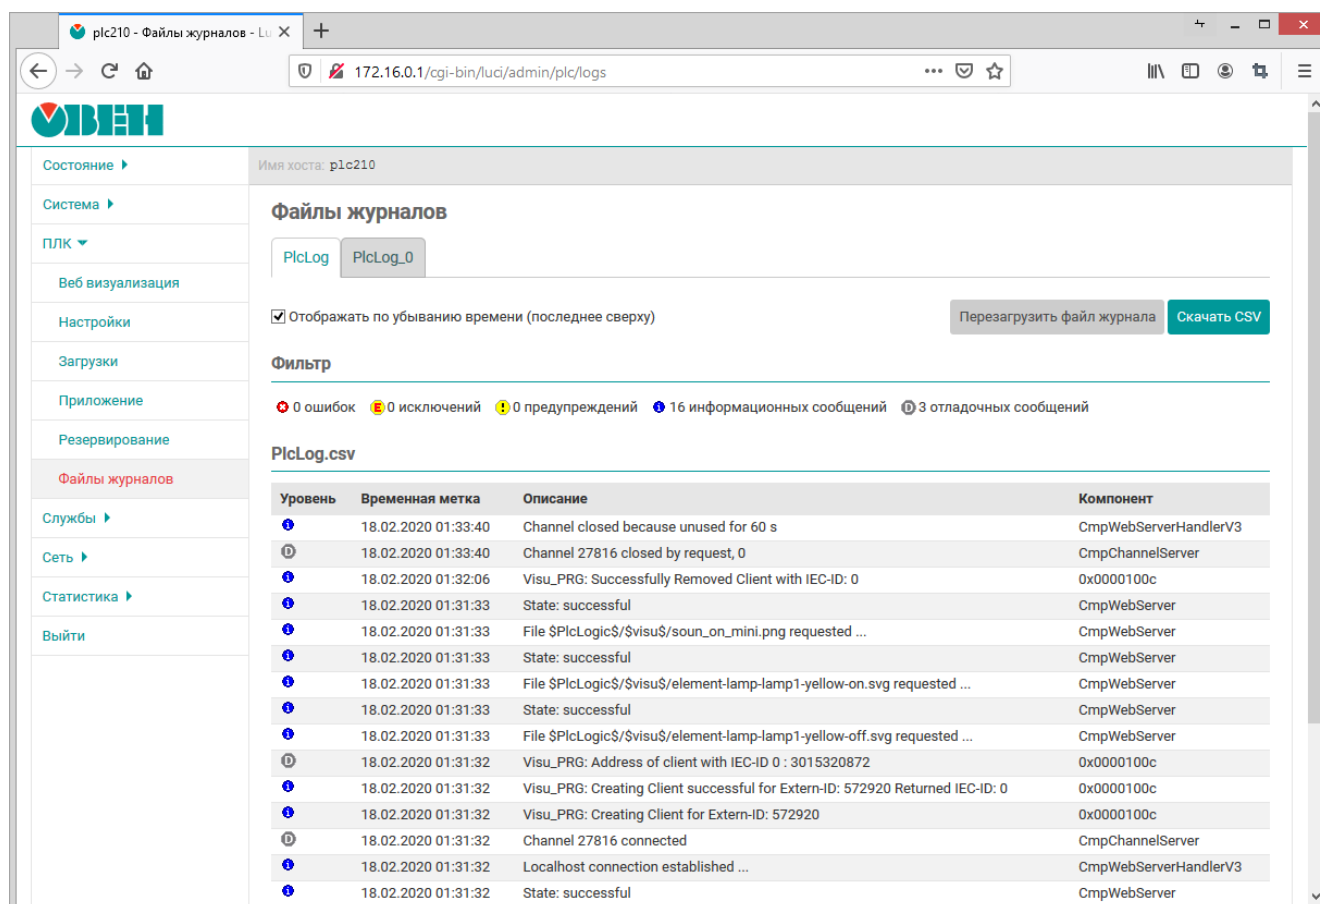 plc210 - Файлы журналов - Lu
172.16.0.1/cgi-bin/luci/admin/plc/logs
ОВЕН
Состояние
Имя хоста: plc210
Система
Файлы журналов
ПЛК
PlcLog PlcLog_0
Веб визуализация
Отображать по убыванию времени (последнее сверху) Перезагрузить файл журнала Скачать CSV
Настройки
Загрузки
Фильтр
Приложение
0 ошибок E 0 исключений ! 0 предупреждений i 16 информационных сообщений D 3 отладочных сообщений
Резервирование
PlcLog.csv
Файлы журналов
Уровень Временная метка Описание Компонент
Службы
i 18.02.2020 01:33:40 Channel closed because unused for 60 s CmpWebServerHandlerV3
D 18.02.2020 01:33:40 Channel 27816 closed by request, 0 CmpChannelServer
Сеть
i 18.02.2020 01:32:06 Visu_PRG: Successfully Removed Client with IEC-ID: 0 0x0000100c
Статистика
i 18.02.2020 01:31:33 State: successful CmpWebServer
i 18.02.2020 01:31:33 File $PlcLogic$/$visu$/soun_on_mini.png requested ... CmpWebServer
Выйти
i 18.02.2020 01:31:33 State: successful CmpWebServer
i 18.02.2020 01:31:33 File $PlcLogic$/$visu$/element-lamp-lamp1-yellow-on.svg requested ... CmpWebServer
i 18.02.2020 01:31:33 State: successful CmpWebServer
i 18.02.2020 01:31:33 File $PlcLogic$/$visu$/element-lamp-lamp1-yellow-off.svg requested ... CmpWebServer
D 18.02.2020 01:31:32 Visu_PRG: Address of client with IEC-ID 0 : 3015320872 0x0000100c
i 18.02.2020 01:31:32 Visu_PRG: Creating Client successful for Extern-ID: 572920 Returned IEC-ID: 0 0x0000100c
i 18.02.2020 01:31:32 Visu_PRG: Creating Client for Extern-ID: 572920 0x0000100c
D 18.02.2020 01:31:32 Channel 27816 connected CmpChannelServer
i 18.02.2020 01:31:32 Localhost connection established ... CmpWebServerHandlerV3
i 18.02.2020 01:31:32 State: successful CmpWebServer